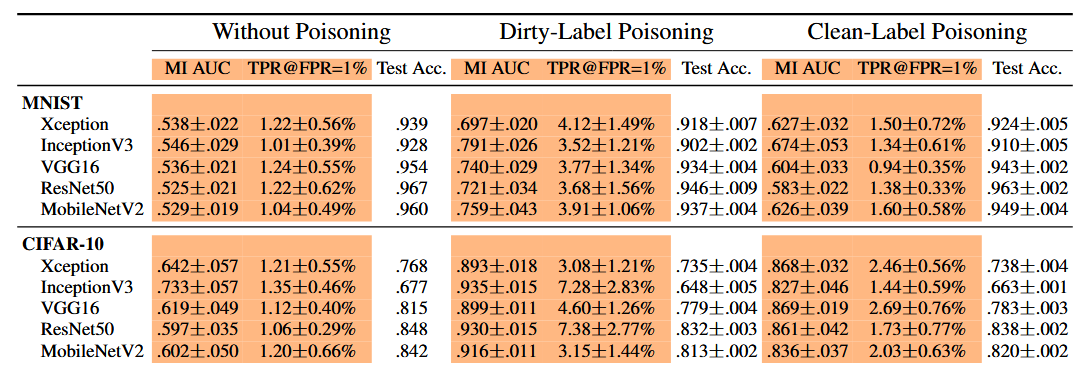 Without Poisoning Dirty-Label Poisoning Clean-Label Poisoning
MI AUC TPR@FPR=1% Test Acc. MI AUC TPR@FPR=1% Test Acc. MI AUC TPR@FPR=1% Test Acc.
MNIST
Xception .538±.022 1.22±0.56% .939 .697±.020 4.12±1.49% .918±.007 .627±.032 1.50±0.72% .924±.005
InceptionV3 .546±.029 1.01±0.39% .928 .791±.026 3.52±1.21% .902±.002 .674±.053 1.34±0.61% .910±.005
VGG16 .536±.021 1.24±0.55% .954 .740±.029 3.77±1.34% .934±.004 .604±.033 0.94±0.35% .943±.002
ResNet50 .525±.021 1.22±0.62% .967 .721±.034 3.68±1.56% .946±.009 .583±.022 1.38±0.33% .963±.002
MobileNetV2 .529±.019 1.04±0.49% .960 .759±.043 3.91±1.06% .937±.004 .626±.039 1.60±0.58% .949±.004
CIFAR-10
Xception .642±.057 1.21±0.55% .768 .893±.018 3.08±1.21% .735±.004 .868±.032 2.46±0.56% .738±.004
InceptionV3 .733±.057 1.35±0.46% .677 .935±.015 7.28±2.83% .648±.005 .827±.046 1.44±0.59% .663±.001
VGG16 .619±.049 1.12±0.40% .815 .899±.011 4.60±1.26% .779±.004 .869±.019 2.69±0.76% .783±.003
ResNet50 .597±.035 1.06±0.29% .848 .930±.015 7.38±2.77% .832±.003 .861±.042 1.73±0.77% .838±.002
MobileNetV2 .602±.050 1.20±0.66% .842 .916±.011 3.15±1.44% .813±.002 .836±.037 2.03±0.63% .820±.002